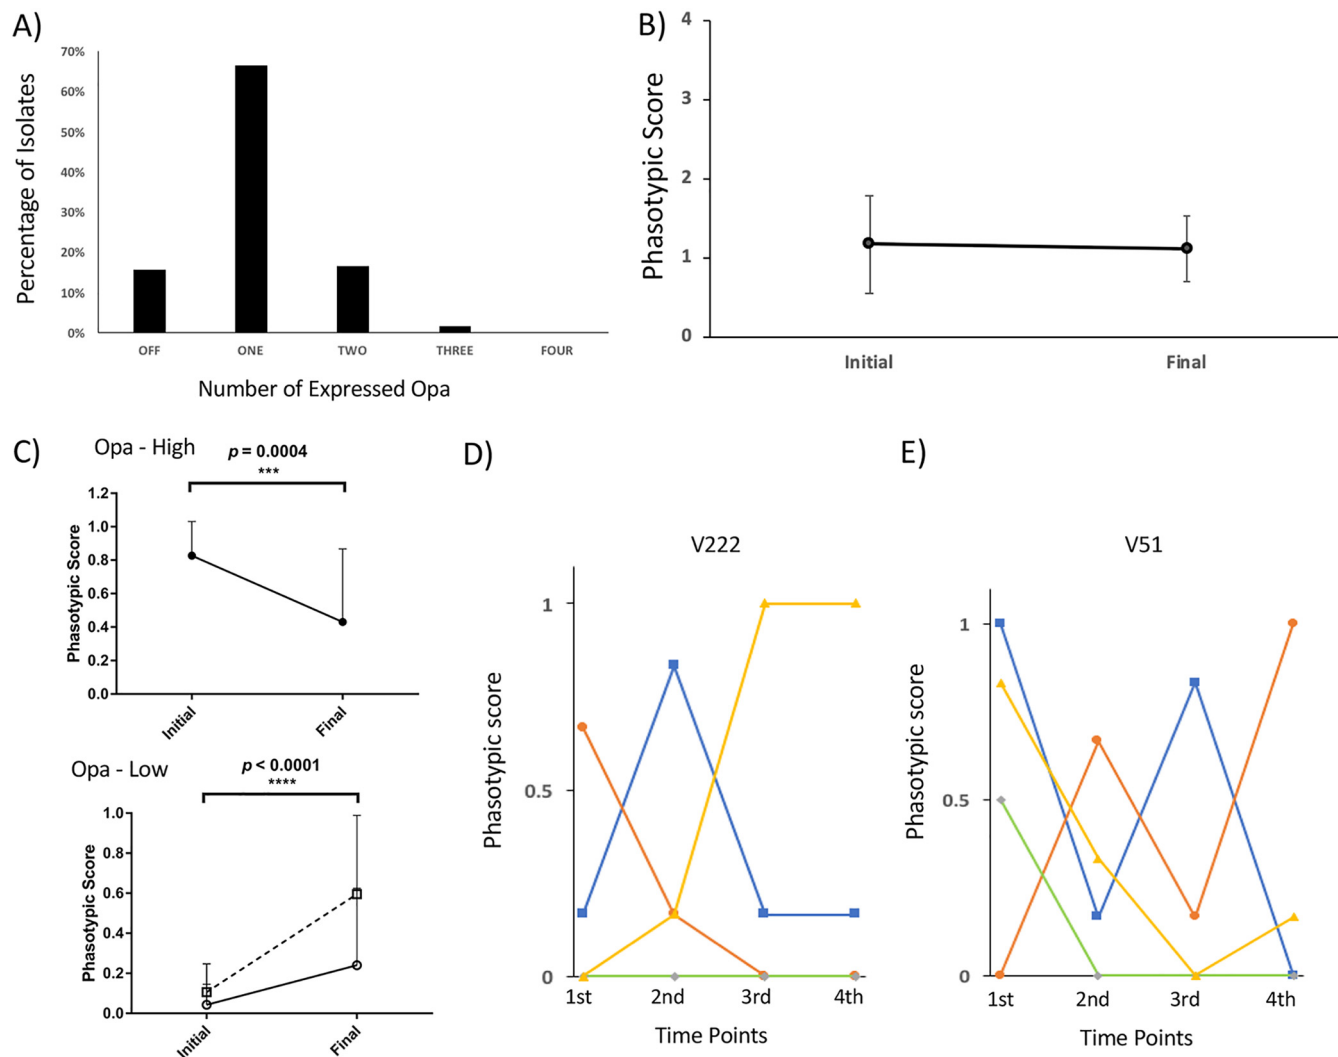 A)
70%
60%
50%
40%
30%
20%
10%
0%
Percentage of Isolates
OFF ONE TWO THREE FOUR
Number of Expressed Opa
B)
4
3
2
1
0
Phasotypic Score
Initial Final
C)
Opa - High
p = 0.0004
***
1.2
1.0
0.8
0.6
0.4
0.2
0.0
Phasotypic Score
Initial Final
Opa - Low
p < 0.0001
****
1.0
0.8
0.6
0.4
0.2
0.0
Phasotypic Score
Initial Final
D)
V222
1
0.5
0
Phasotypic score
1st 2nd 3rd 4th
Time Points
E)
V51
1
0.5
0
Phasotypic score
1st 2nd 3rd 4th
Time Points